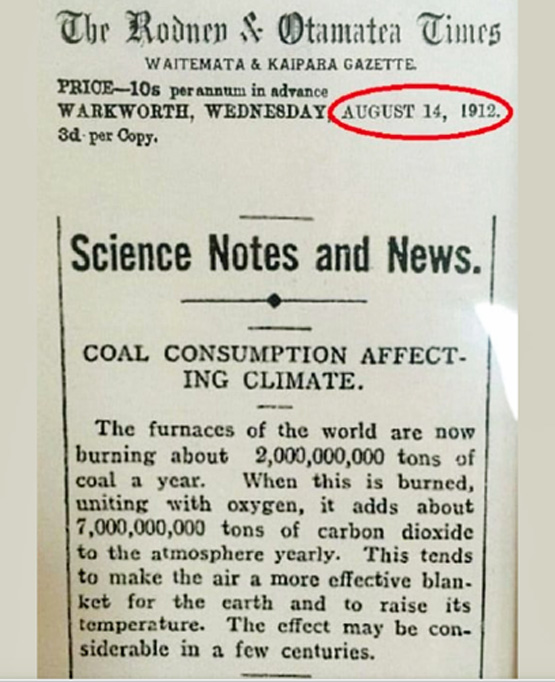 The Rodney & Otamatea Times
WAITEMATA & KAIPARA GAZETTE.
PRICE—10s per annum in advance
WARKWORTH, WEDNESDAY, AUGUST 14, 1912.
3d. per Copy.
Science Notes and News.
COAL CONSUMPTION AFFECT-
ING CLIMATE.
The furnaces of the world are now
burning about 2,000,000,000 tons of
coal a year. When this is burned,
uniting with oxygen, it adds about
7,000,000,000 tons of carbon dioxide
to the atmosphere yearly. This tends
to make the air a more effective blan-
ket for the earth and to raise its
temperature. The effect may be con-
siderable in a few centuries.